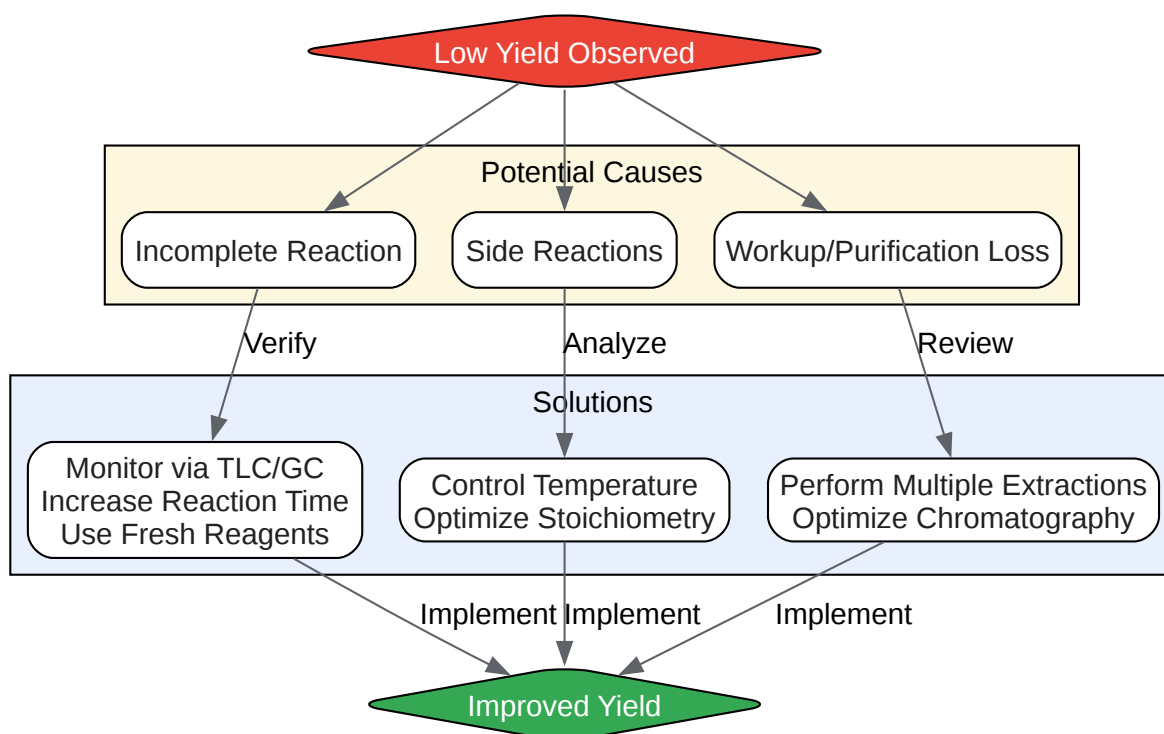 Low Yield Observed
Potential Causes
Incomplete Reaction
Side Reactions
Workup/Purification Loss
Verify
Analyze
Review
Solutions
Monitor via TLC/GC
Increase Reaction Time
Use Fresh Reagents
Control Temperature
Optimize Stoichiometry
Perform Multiple Extractions
Optimize Chromatography
Implement
Implement
Implement
Improved Yield